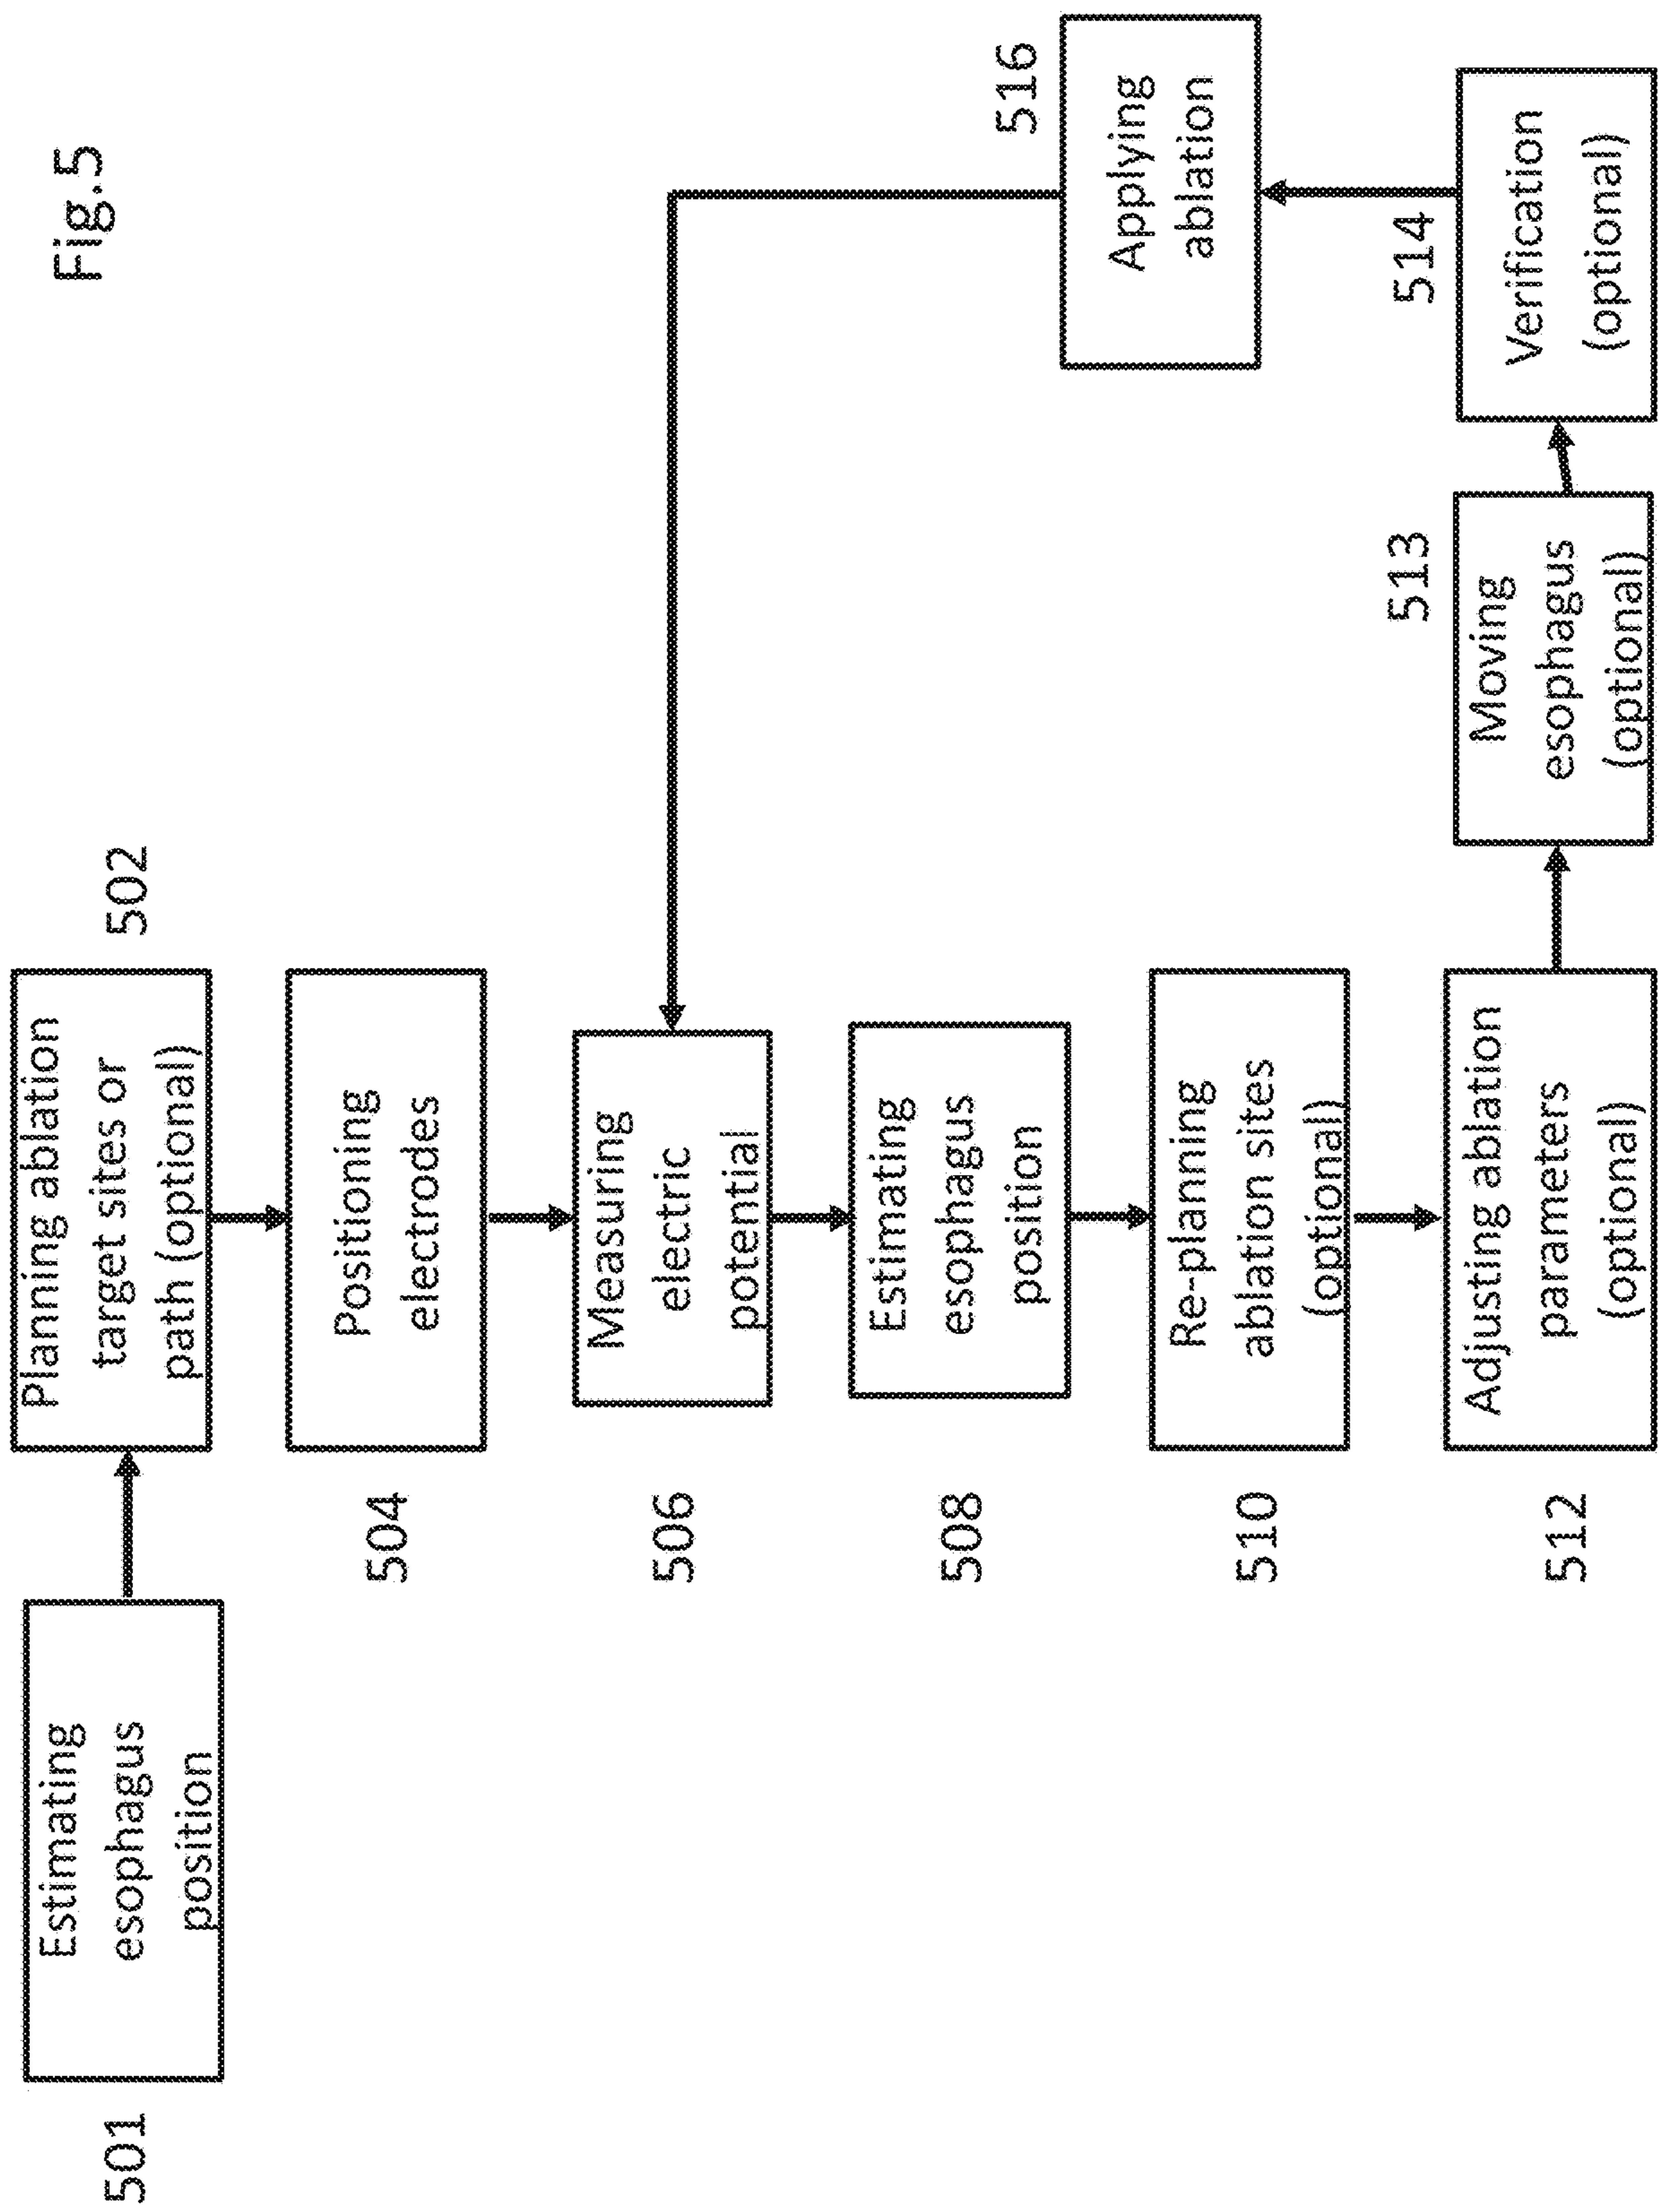 Fig.5
501
Estimating
esophagus
position
502
Planning ablation
target sites or
path (optional)
504
Positioning
electrodes
506
Measuring
electric
potential
508
Estimating
esophagus
position
510
Re-planning
ablation sites
(optional)
512
Adjusting ablation
parameters
(optional)
513
Moving
esophagus
(optional)
514
Verification
(optional)
516
Applying
ablation